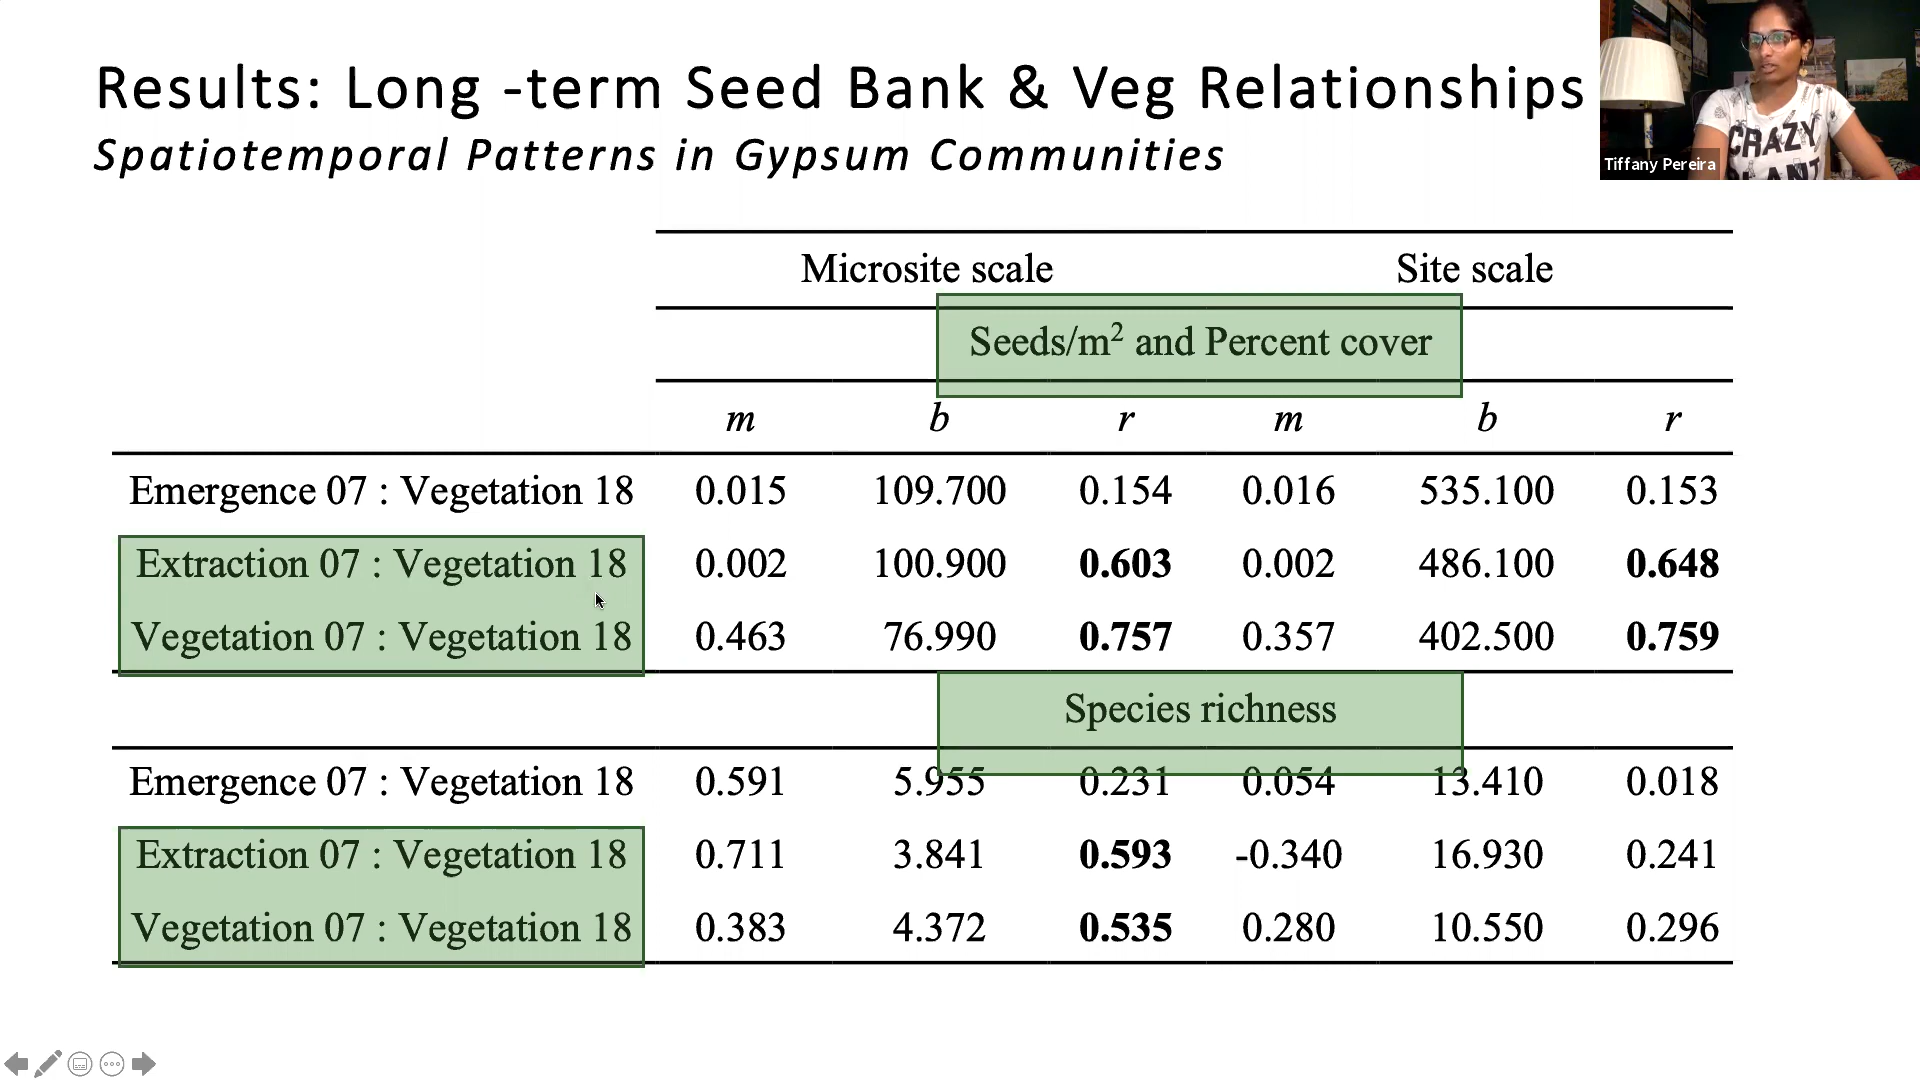 Results: Long -term Seed Bank & Veg Relationships
Spatiotemporal Patterns in Gypsum Communities
CRAZY
PLANT
Tiffany Pereira
Microsite scale Site scale
Seeds/m² and Percent cover
m b r m b r
Emergence 07 : Vegetation 18 0.015 109.700 0.154 0.016 535.100 0.153
Extraction 07 : Vegetation 18 0.002 100.900 0.603 0.002 486.100 0.648
Vegetation 07 : Vegetation 18 0.463 76.990 0.757 0.357 402.500 0.759
Species richness
Emergence 07 : Vegetation 18 0.591 5.955 0.231 0.054 13.410 0.018
Extraction 07 : Vegetation 18 0.711 3.841 0.593 -0.340 16.930 0.241
Vegetation 07 : Vegetation 18 0.383 4.372 0.535 0.280 10.550 0.296